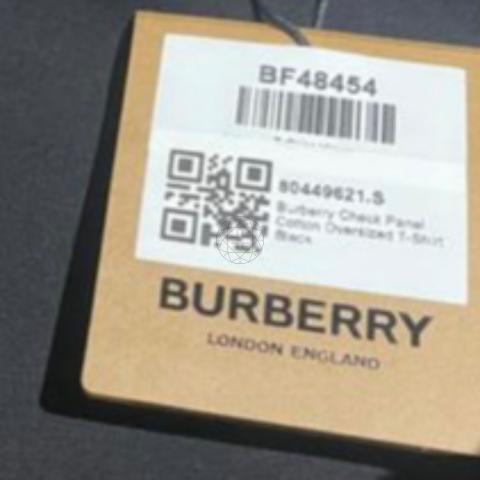 BF48454
80449621.S
Burberry Check Panel
Cotton Oversized T-Shirt
Black
BURBERRY
LONDON ENGLAND